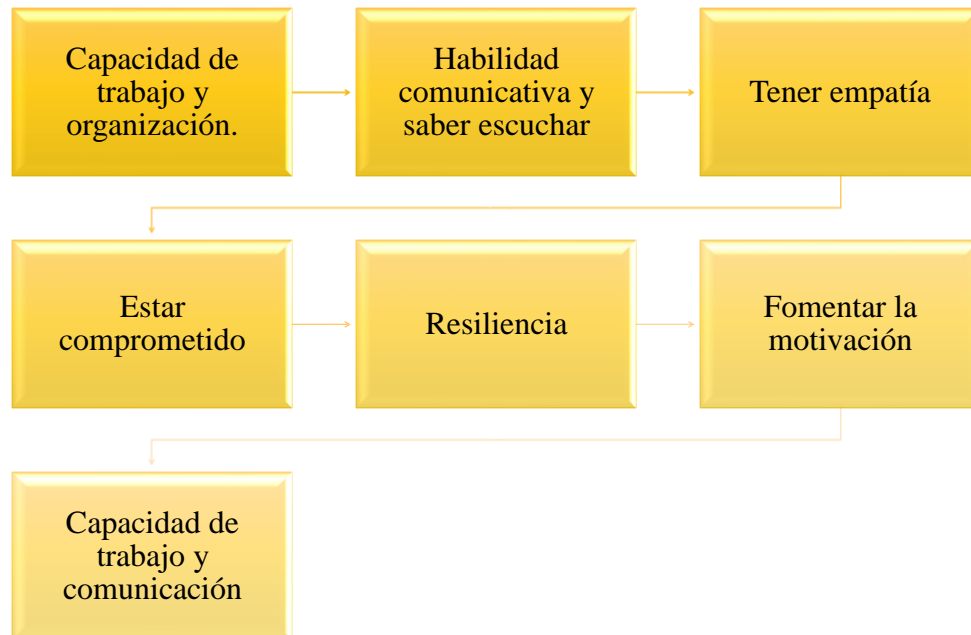 Capacidad de
trabajo y
organización.
Habilidad
comunicativa y
saber escuchar
Tener empatía
Estar
comprometido
Resiliencia
Fomentar la
motivación
Capacidad de
trabajo y
comunicación